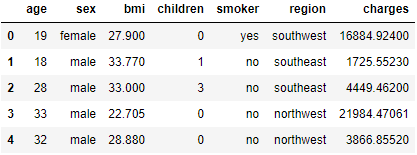 age sex bmi children smoker region charges
0 19 female 27.900 0 yes southwest 16884.92400
1 18 male 33.770 1 no southeast 1725.55230
2 28 male 33.000 3 no southeast 4449.46200
3 33 male 22.705 0 no northwest 21984.47061
4 32 male 28.880 0 no northwest 3866.85520